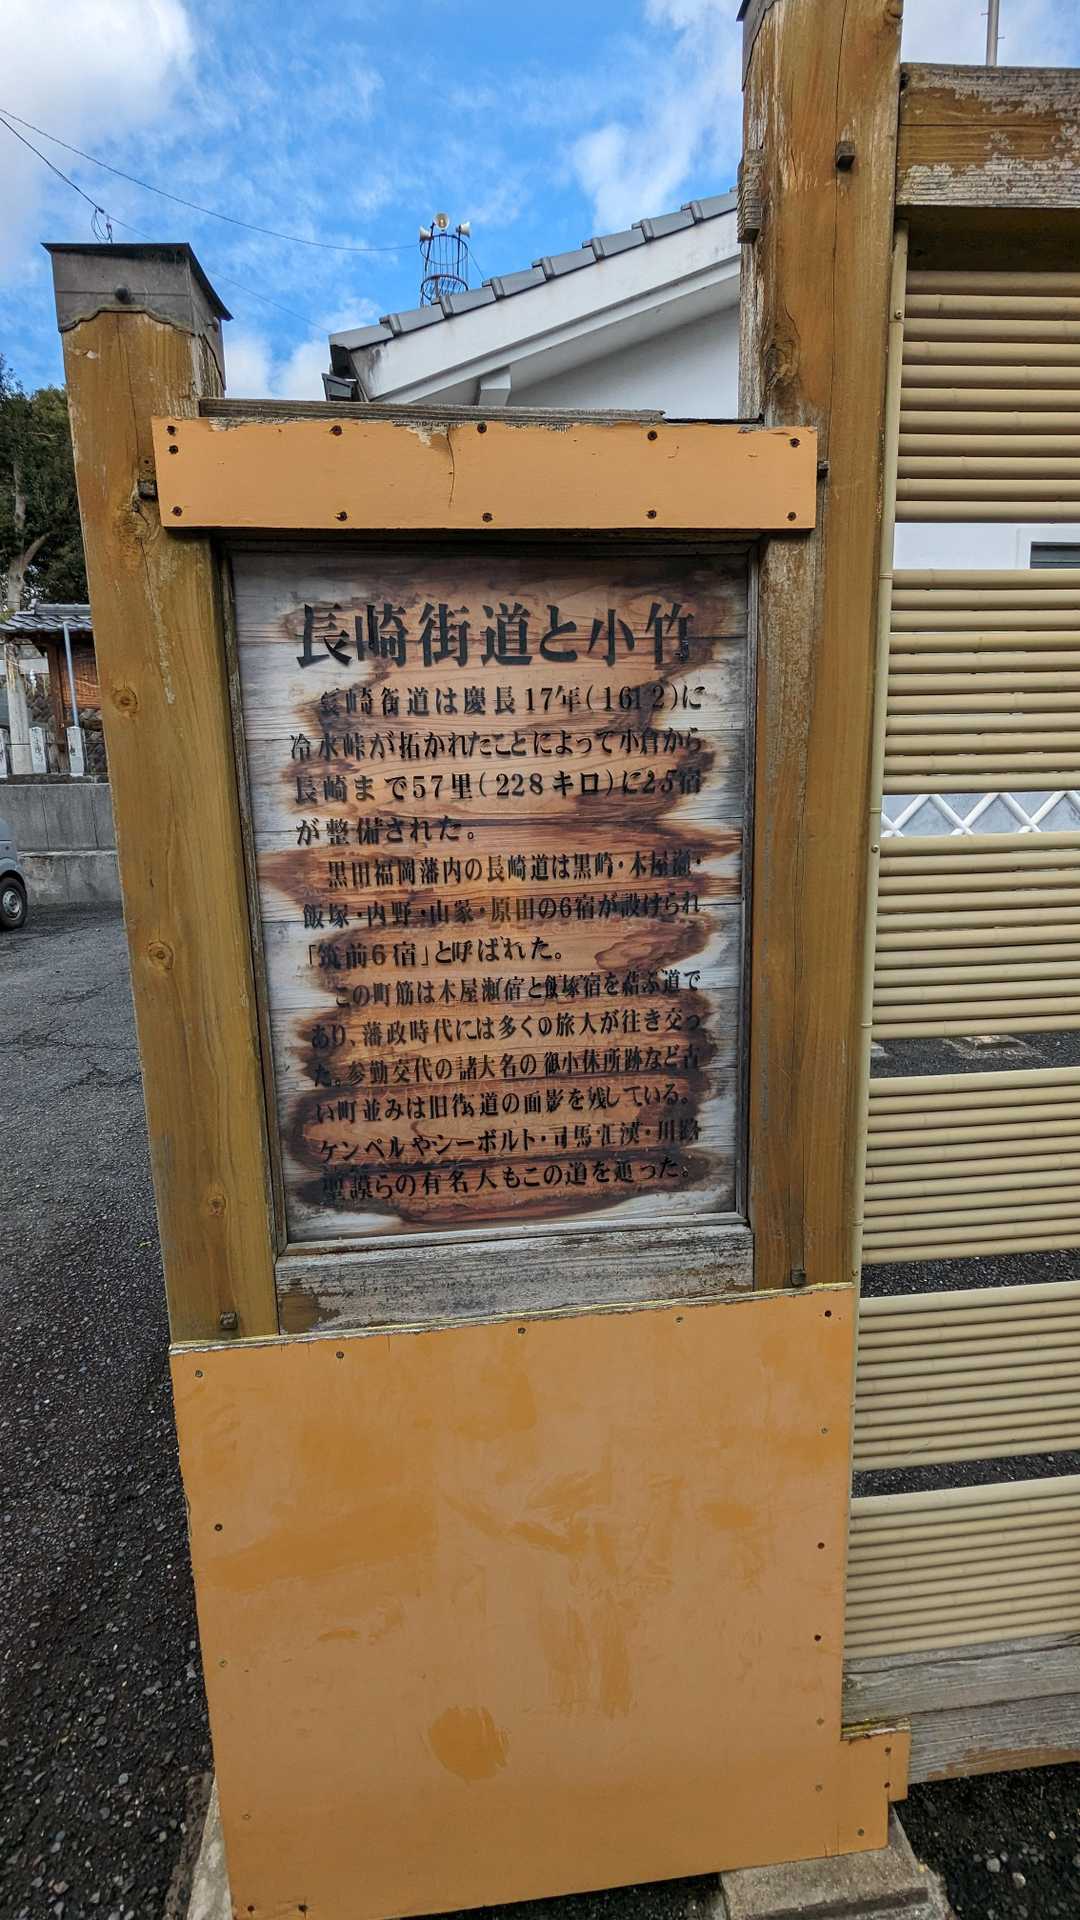 長崎街道と小竹
長崎街道は慶長17年(1612)に
冷水峠が拓かれたことによって小倉から
長崎まで57里(228キロ)に25宿
が整備された。
黒田福岡藩内の長崎道は黒崎・木屋瀬・
飯塚・内野・山家・原田の6宿が設けられ
「筑前6宿」と呼ばれた。
この町筋は木屋瀬宿と飯塚宿を結ぶ道で
あり、藩政時代には多くの旅人が往き交っ
た。参勤交代の諸大名の御小休所跡など古
い町並みは旧街道の面影を残している。
ケンペルやシーボルト・司馬江漢・川路
聖謨らの有名人もこの道を通った。